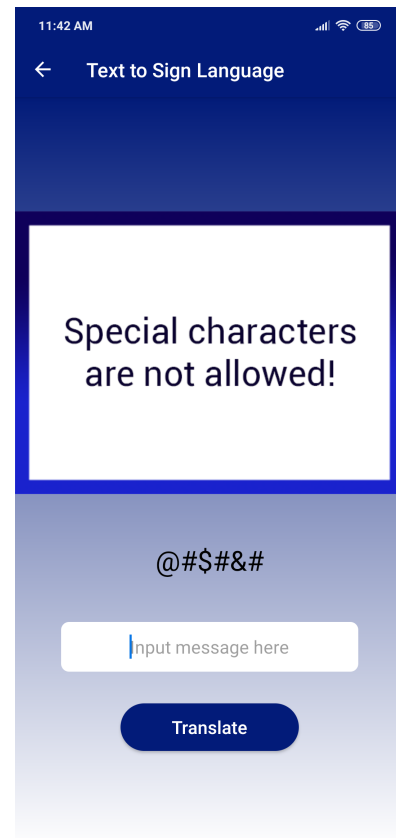 11:42 AM 85
Text to Sign Language
Special characters
are not allowed!
@#$#&#
Input message here
Translate